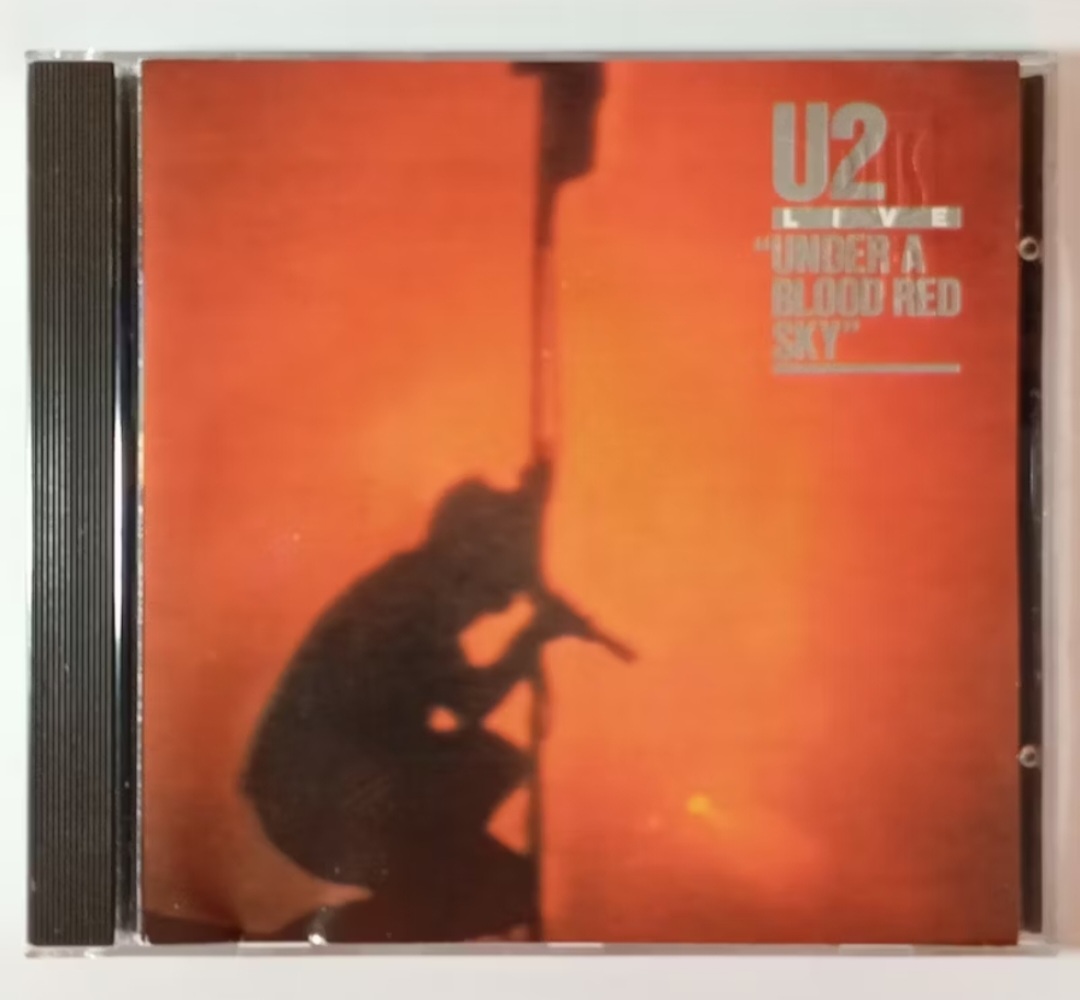 U2
LIVE
“UNDER A
BLOOD RED
SKY”